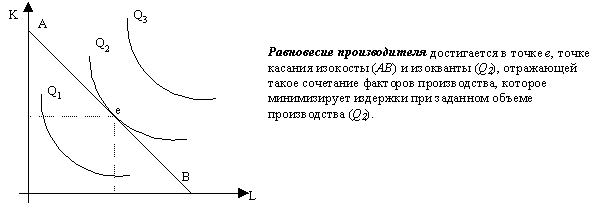 K
A
Q3
Q2
Q1
e
B
L
Равновесие производителя достигается в точке e, точке
касания изокосты (AB) и изокванты (Q2), отражающей
такое сочетание факторов производства, которое
минимизирует издержки при заданном объеме
производства (Q2).